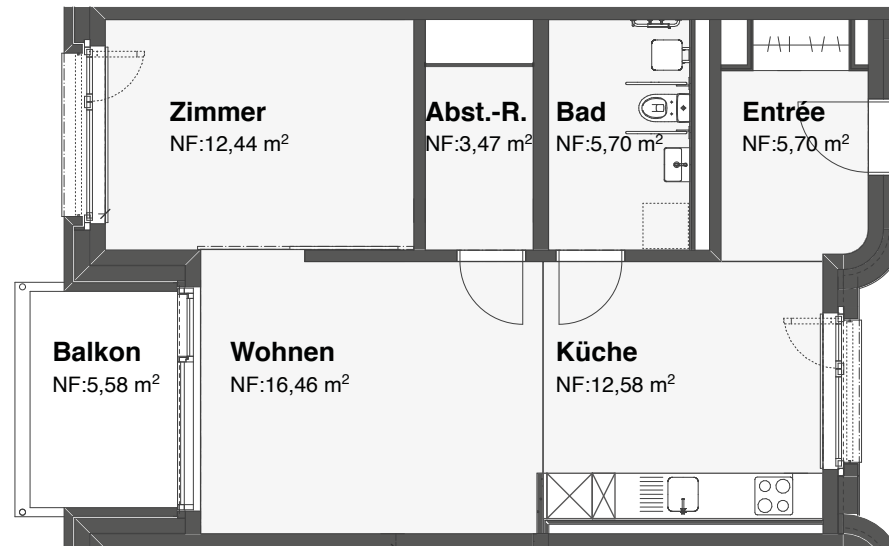 Zimmer
NF:12,44 m²
Abst.-R.
NF:3,47 m²
Bad
NF:5,70 m²
Entrée
NF:5,70 m²
Balkon
NF:5,58 m²
Wohnen
NF:16,46 m²
Küche
NF:12,58 m²